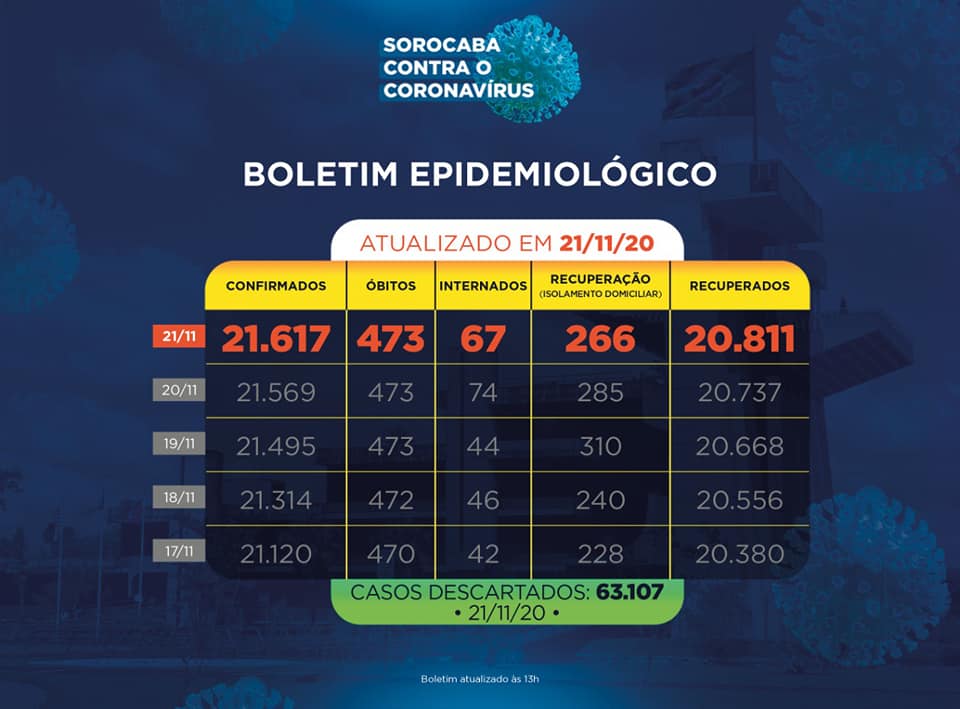 SOROCABA
CONTRA O
CORONAVÍRUS
BOLETIM EPIDEMIOLÓGICO
ATUALIZADO EM 21/11/20
CONFIRMADOS ÓBITOS INTERNADOS RECUPERAÇÃO (ISOLAMENTO DOMICILIAR) RECUPERADOS
21/11 21.617 473 67 266 20.811
20/11 21.569 473 74 285 20.737
19/11 21.495 473 44 310 20.668
18/11 21.314 472 46 240 20.556
17/11 21.120 470 42 228 20.380
CASOS DESCARTADOS: 63.107
• 21/11/20 •
Boletim atualizado às 13h